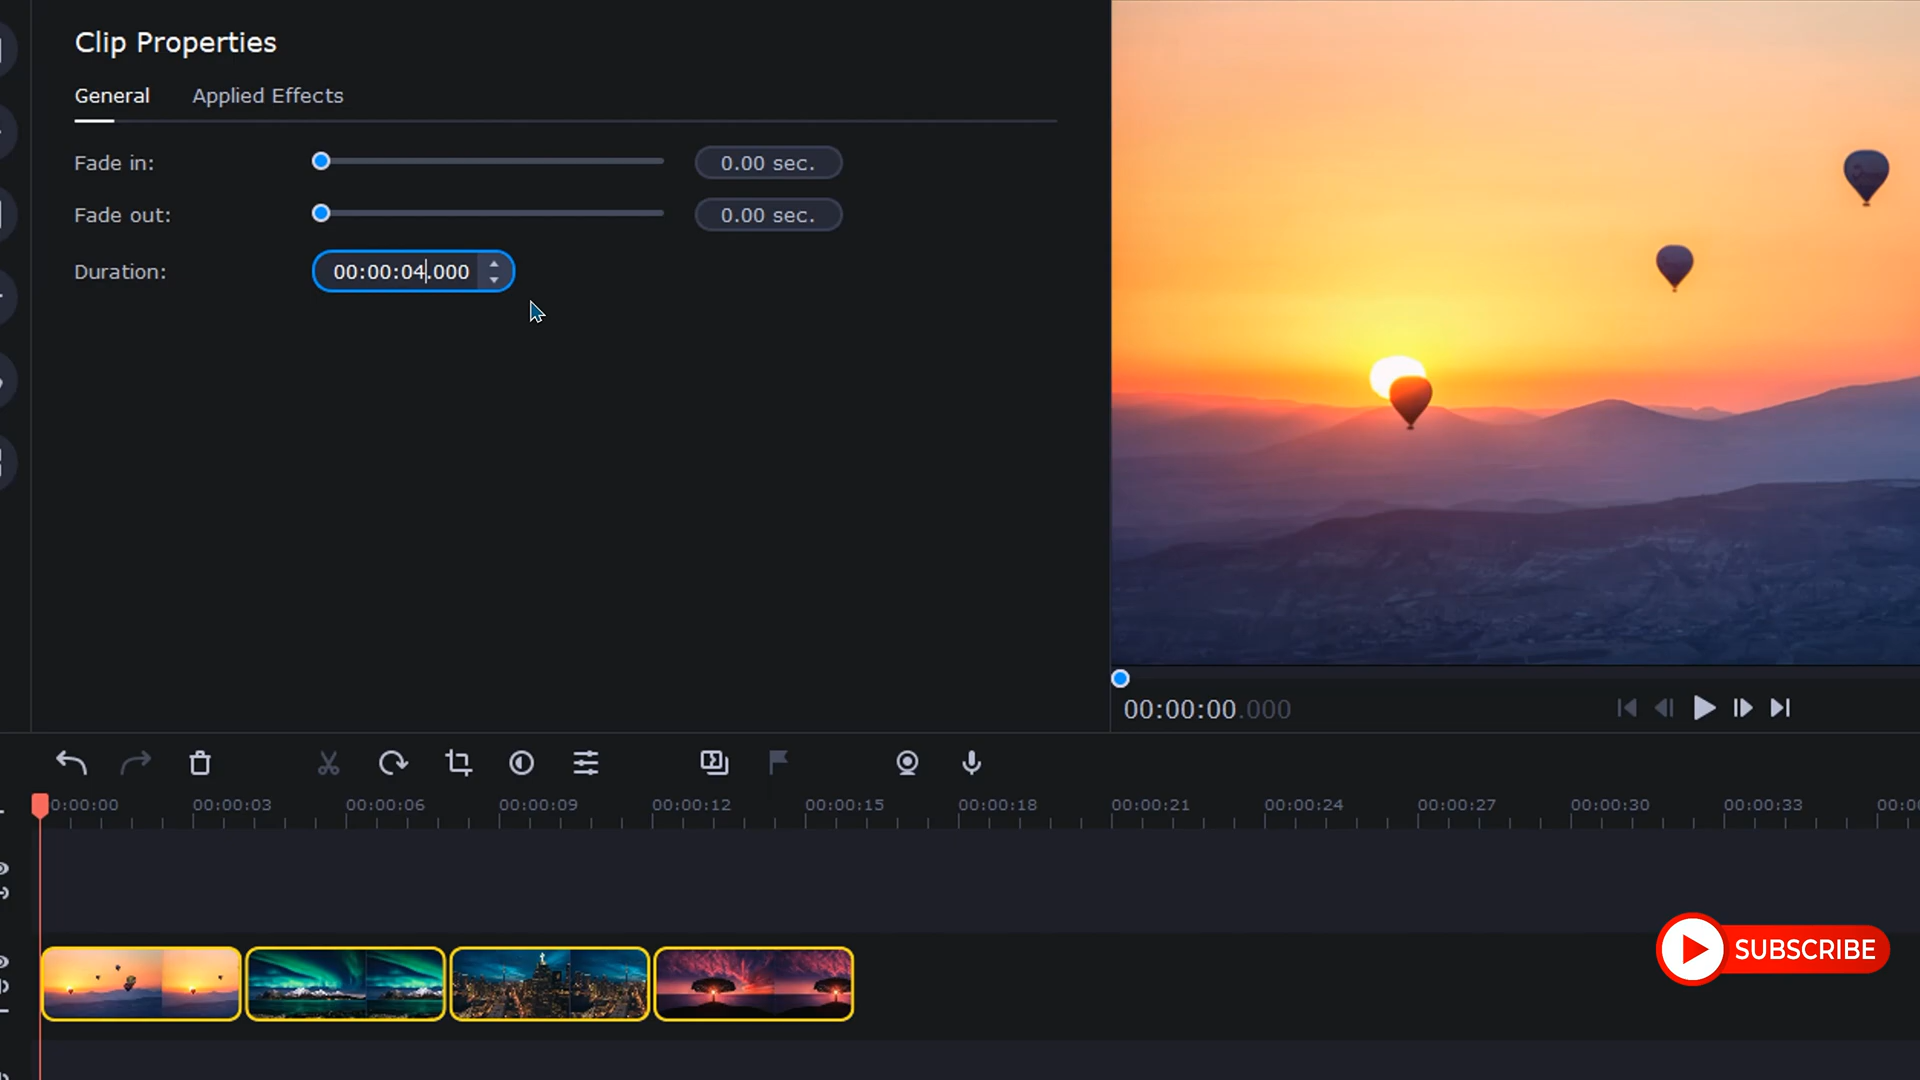 Clip Properties
General Applied Effects
Fade in: 0.00 sec.
Fade out: 0.00 sec.
Duration: 00:00:04.000
00:00:00.000
0:00:00 00:00:03 00:00:06 00:00:09 00:00:12 00:00:15 00:00:18 00:00:21 00:00:24 00:00:27 00:00:30 00:00:33 00:00
SUBSCRIBE